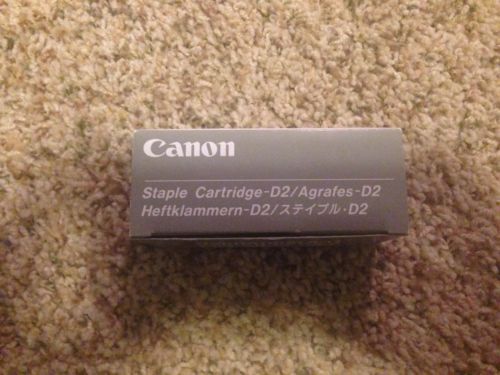 Canon
Staple Cartridge-D2/Agrafes-D2
Heftklammern-D2/ステイプル・D2